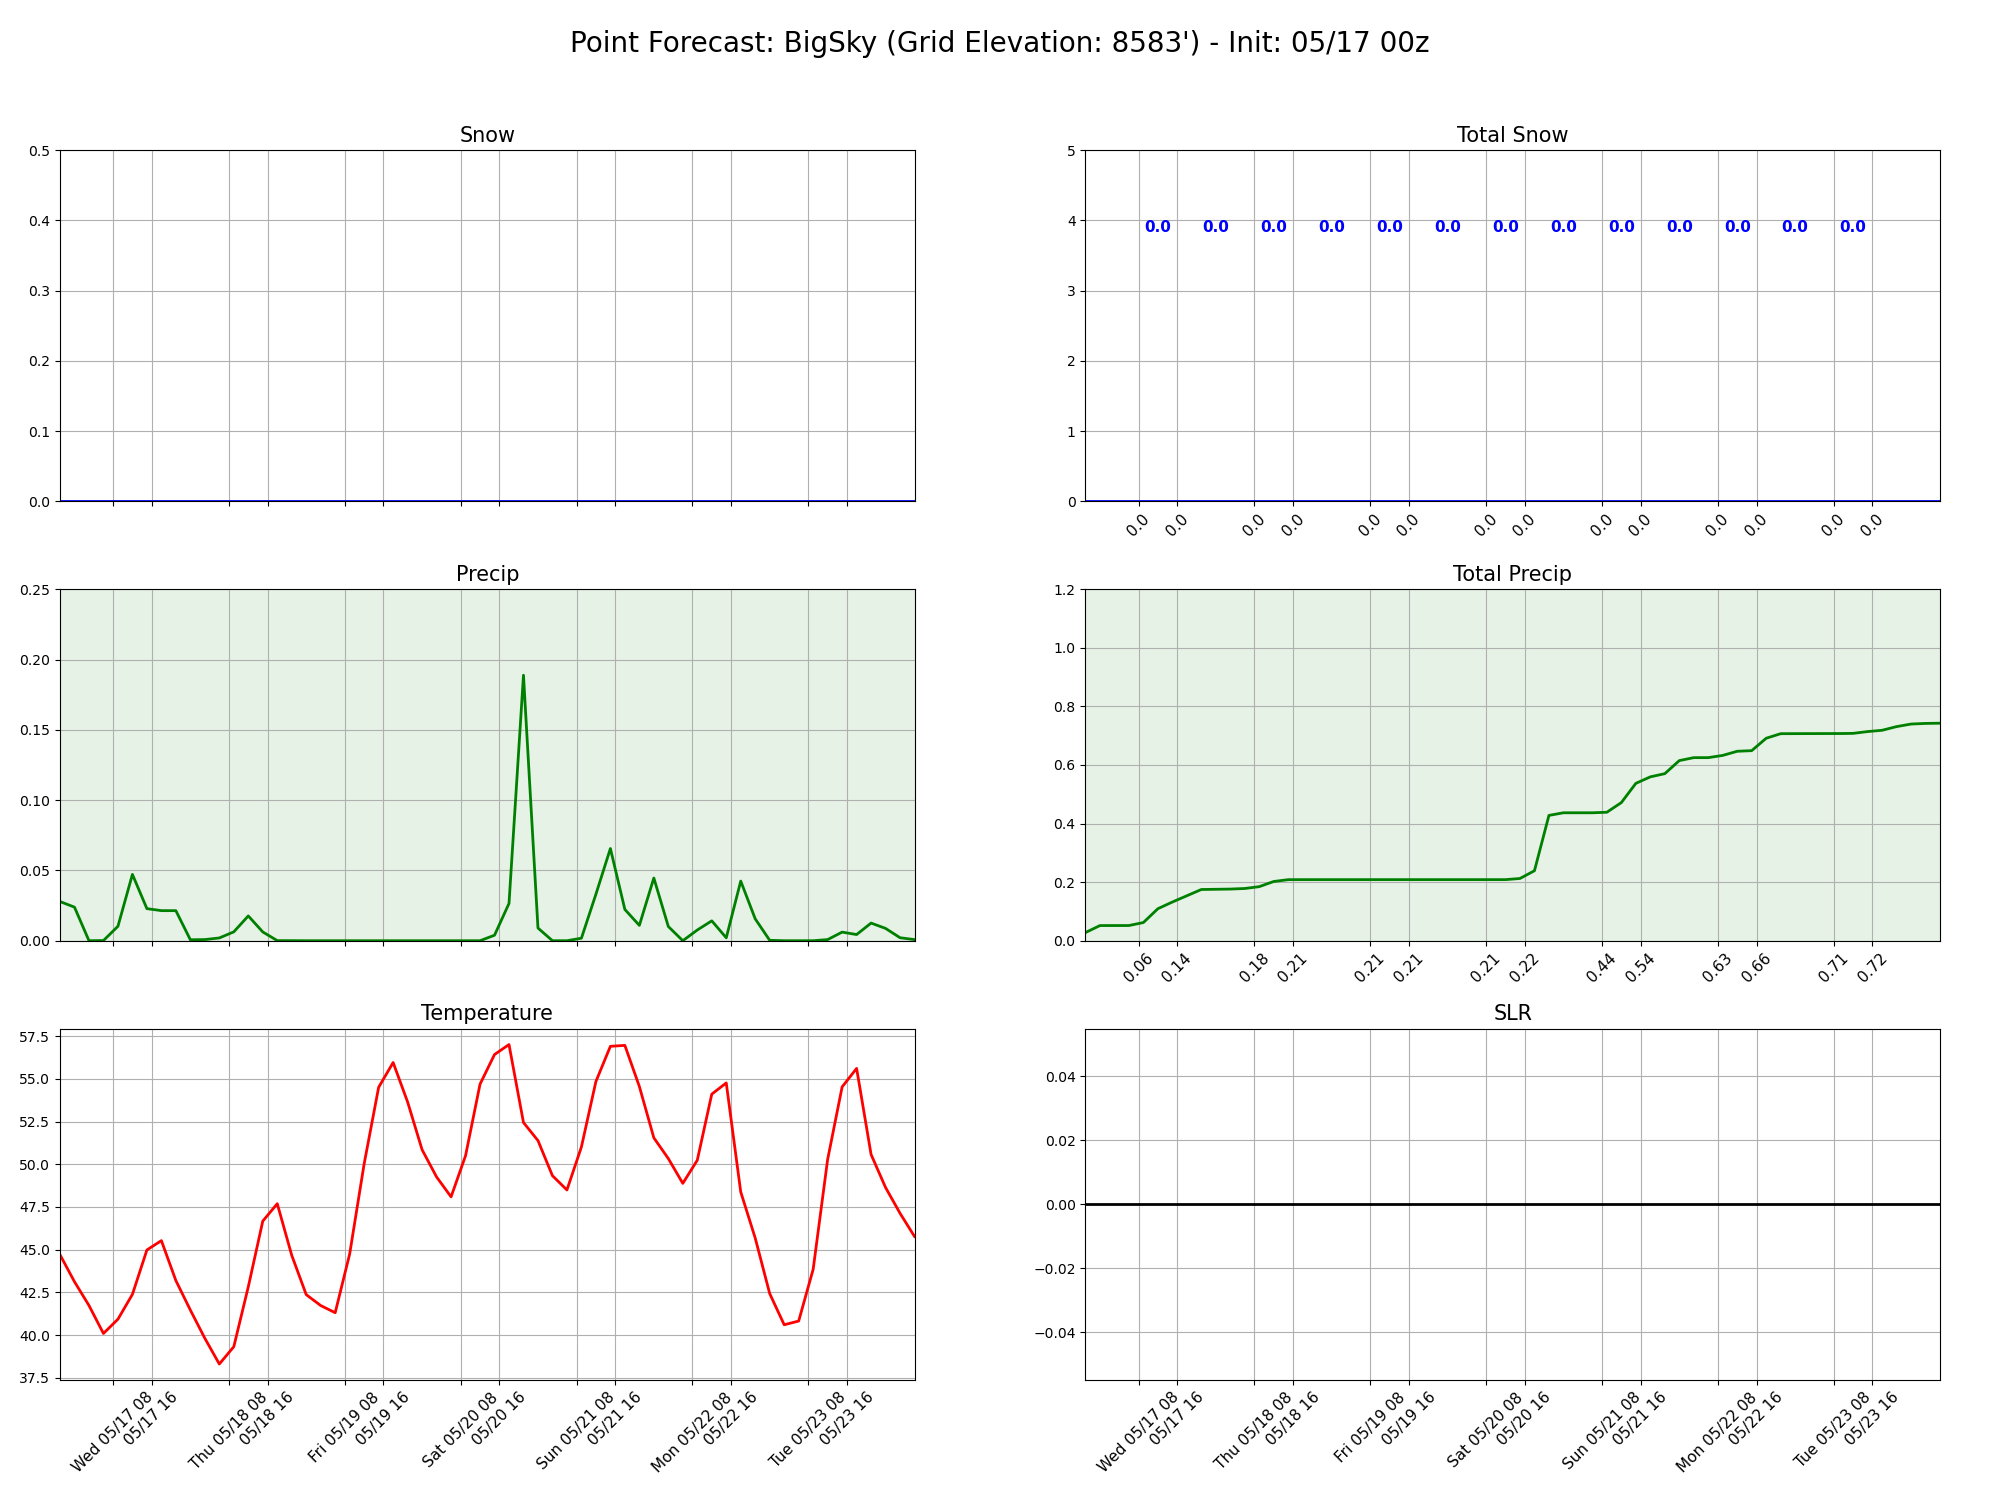 Point Forecast: BigSky (Grid Elevation: 8583') - Init: 05/17 00z
Snow
0.5
0.4
0.3
0.2
0.1
0.0
Total Snow
5
4
3
2
1
0
0.0 0.0 0.0 0.0 0.0 0.0 0.0 0.0 0.0 0.0 0.0 0.0 0.0
0.0 0.0 0.0 0.0 0.0 0.0 0.0 0.0 0.0 0.0 0.0 0.0 0.0 0.0
Precip
0.25
0.20
0.15
0.10
0.05
0.00
Total Precip
1.2
1.0
0.8
0.6
0.4
0.2
0.0
0.06 0.14 0.18 0.21 0.21 0.21 0.21 0.22 0.44 0.54 0.63 0.66 0.71 0.72
Temperature
57.5
55.0
52.5
50.0
47.5
45.0
42.5
40.0
37.5
Wed 05/17 08
05/17 16
Thu 05/18 08
05/18 16
Fri 05/19 08
05/19 16
Sat 05/20 08
05/20 16
Sun 05/21 08
05/21 16
Mon 05/22 08
05/22 16
Tue 05/23 08
05/23 16
SLR
0.04
0.02
0.00
−0.02
−0.04
Wed 05/17 08
05/17 16
Thu 05/18 08
05/18 16
Fri 05/19 08
05/19 16
Sat 05/20 08
05/20 16
Sun 05/21 08
05/21 16
Mon 05/22 08
05/22 16
Tue 05/23 08
05/23 16